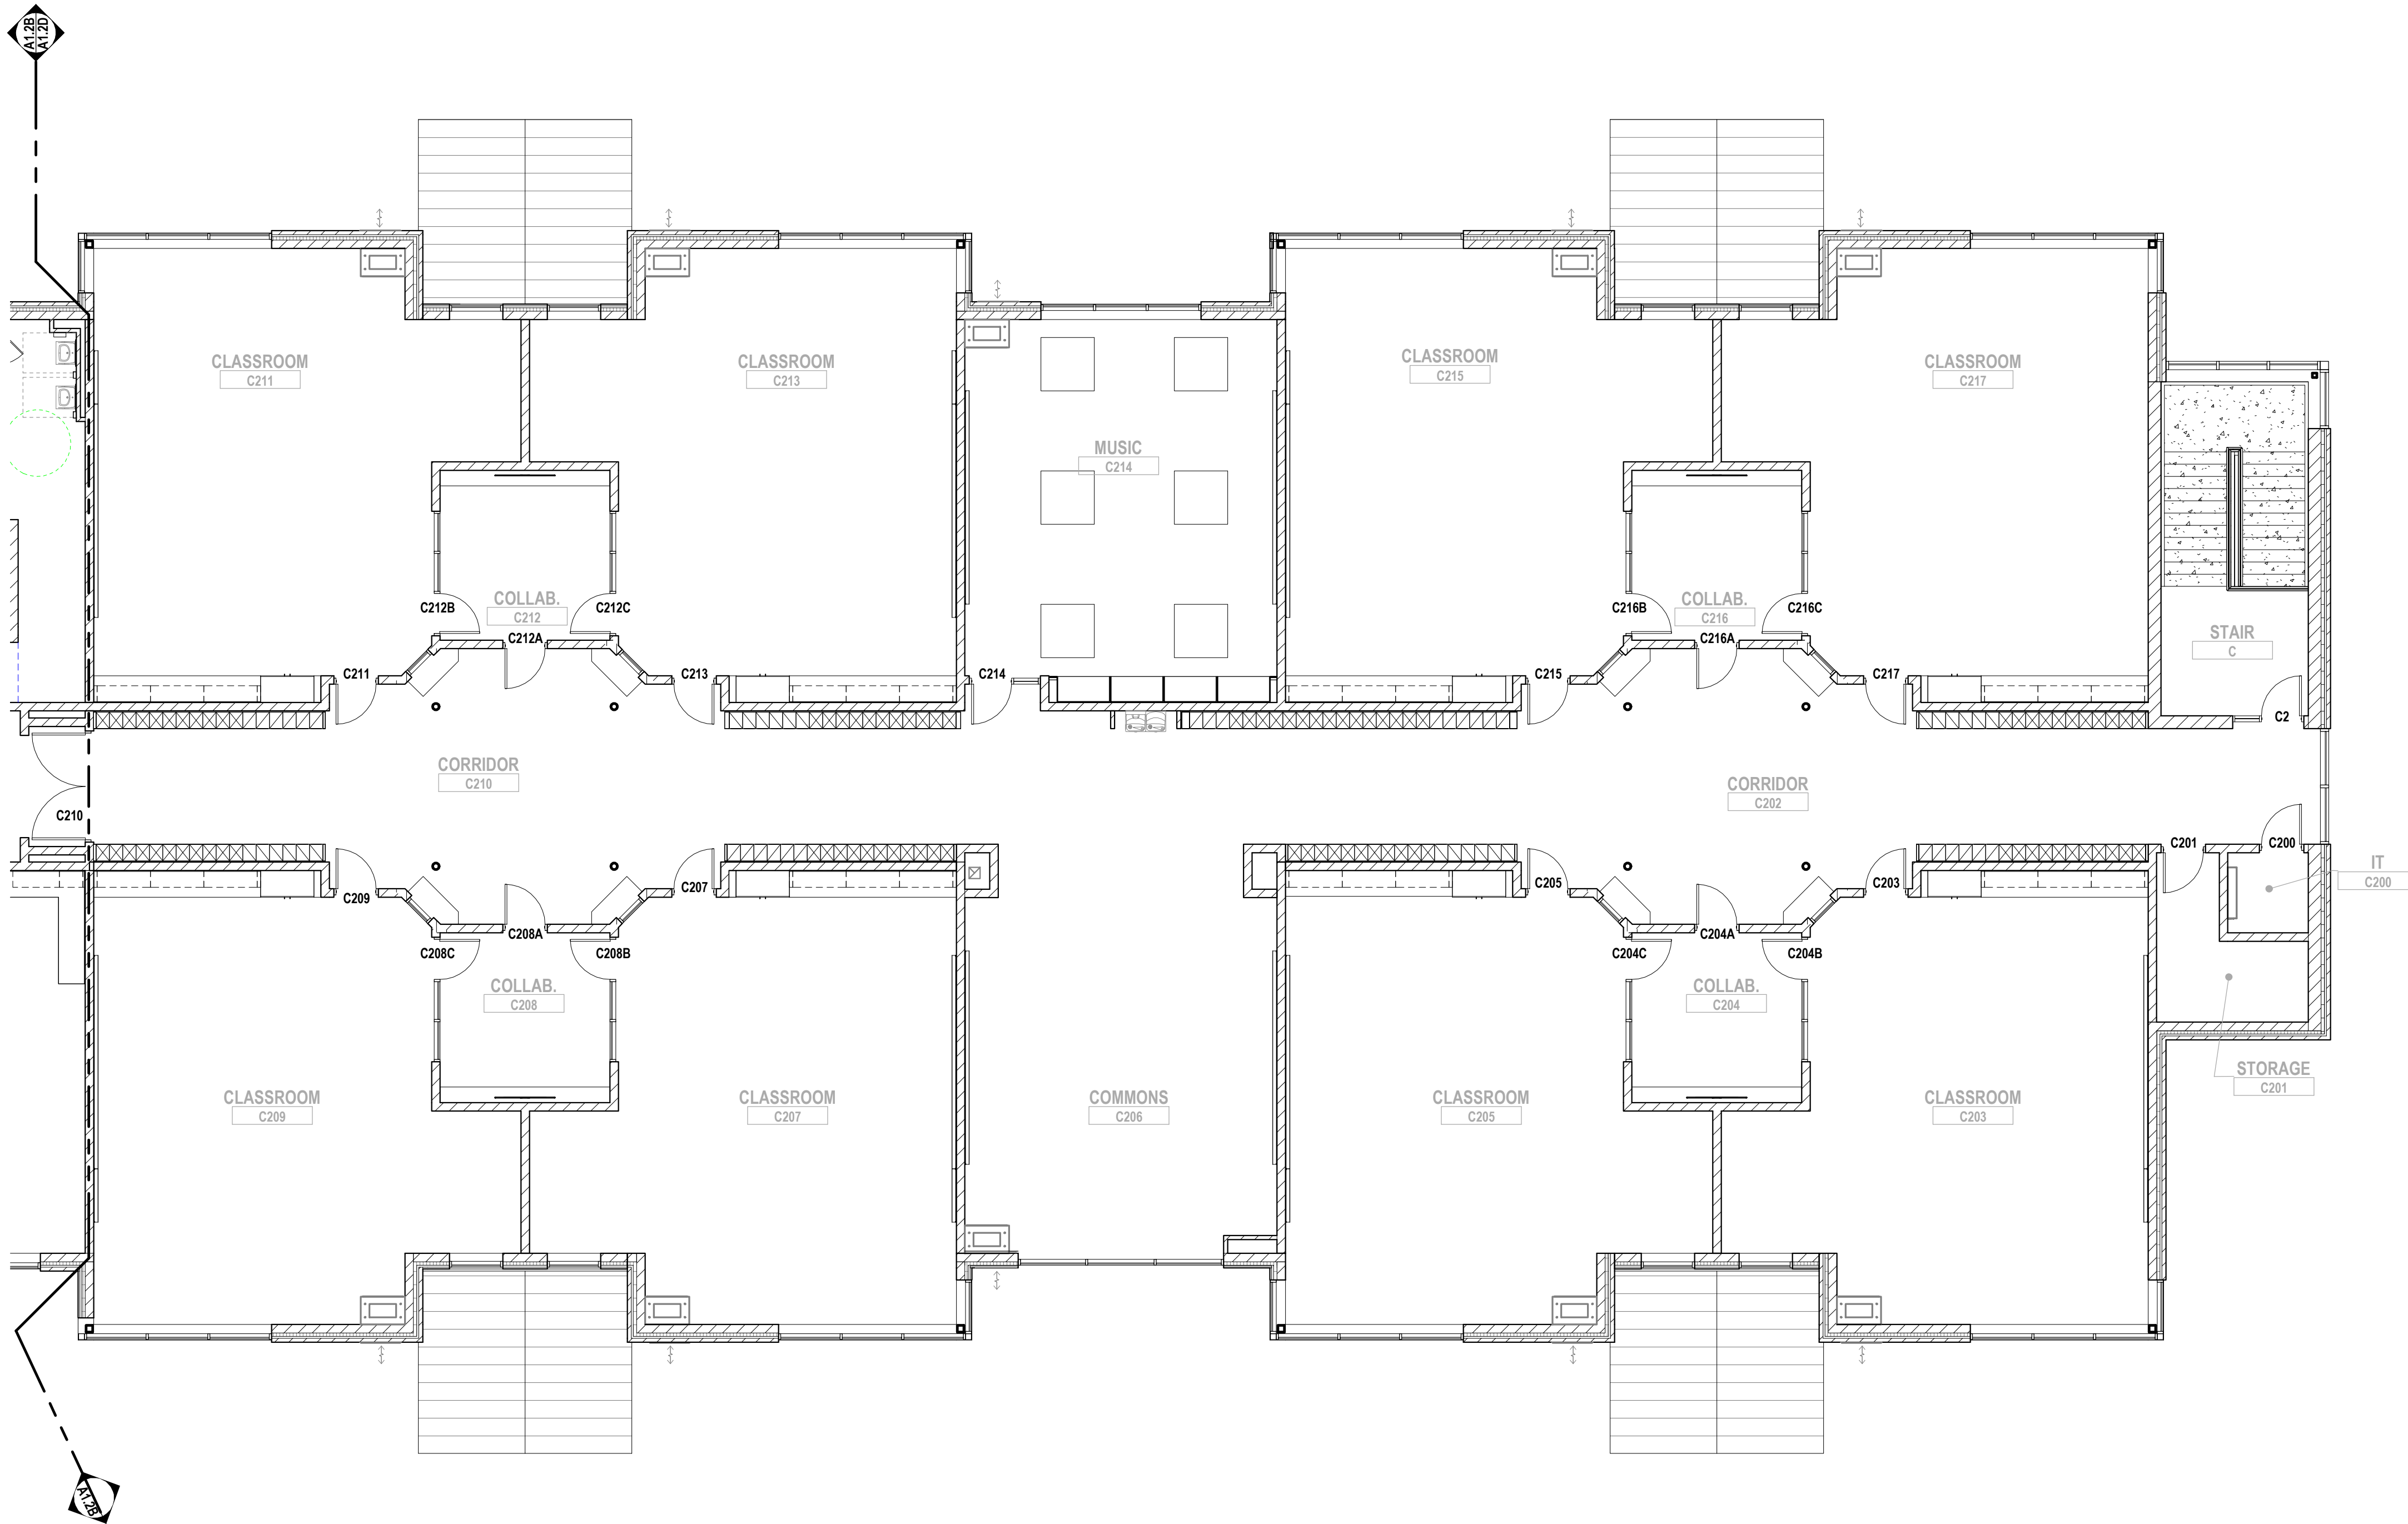 A1.2B
A1.2D
CLASSROOM
C211
CLASSROOM
C213
CLASSROOM
C215
CLASSROOM
C217
MUSIC
C214
COLLAB.
C212
C212B
C212C
C212A
COLLAB.
C216
C216B
C216C
C216A
STAIR
C
C211
C213
C214
C215
C217
C2
CORRIDOR
C210
CORRIDOR
C202
C210
C201
C200
IT
C200
C209
C207
C205
C203
C208C
C208A
C208B
C204C
C204A
C204B
COLLAB.
C208
COLLAB.
C204
CLASSROOM
C209
CLASSROOM
C207
COMMONS
C206
CLASSROOM
C205
CLASSROOM
C203
STORAGE
C201
A1.2B